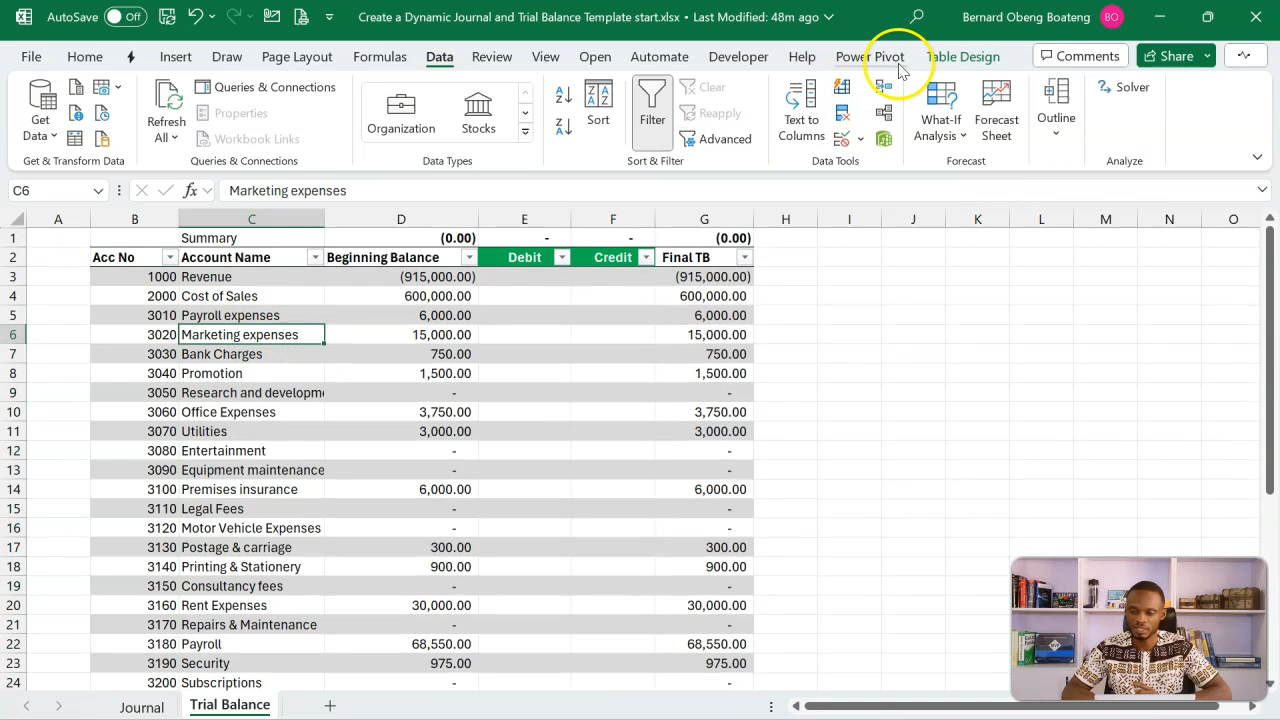 AutoSave Off Create a Dynamic Journal and Trial Balance Template start.xlsx • Last Modified: 48m ago Bernard Obeng Boateng BO
File Home Insert Draw Page Layout Formulas Data Review View Open Automate Developer Help Power Pivot Table Design Comments Share
Get Data
Refresh All
Queries & Connections
Properties
Workbook Links
Organization
Stocks
Sort
Filter
Clear
Reapply
Advanced
Text to Columns
What-If Analysis
Forecast Sheet
Outline
Solver
Get & Transform Data Queries & Connections Data Types Sort & Filter Data Tools Forecast Analyze
C6 fx Marketing expenses
A B C D E F G H I J K L M N O
1 Summary (0.00) - - (0.00)
2 Acc No Account Name Beginning Balance Debit Credit Final TB
3 1000 Revenue (915,000.00) (915,000.00)
4 2000 Cost of Sales 600,000.00 600,000.00
5 3010 Payroll expenses 6,000.00 6,000.00
6 3020 Marketing expenses 15,000.00 15,000.00
7 3030 Bank Charges 750.00 750.00
8 3040 Promotion 1,500.00 1,500.00
9 3050 Research and developm - -
10 3060 Office Expenses 3,750.00 3,750.00
11 3070 Utilities 3,000.00 3,000.00
12 3080 Entertainment - -
13 3090 Equipment maintenance - -
14 3100 Premises insurance 6,000.00 6,000.00
15 3110 Legal Fees - -
16 3120 Motor Vehicle Expenses - -
17 3130 Postage & carriage 300.00 300.00
18 3140 Printing & Stationery 900.00 900.00
19 3150 Consultancy fees - -
20 3160 Rent Expenses 30,000.00 30,000.00
21 3170 Repairs & Maintenance - -
22 3180 Payroll 68,550.00 68,550.00
23 3190 Security 975.00 975.00
24 3200 Subscriptions - -
Journal Trial Balance